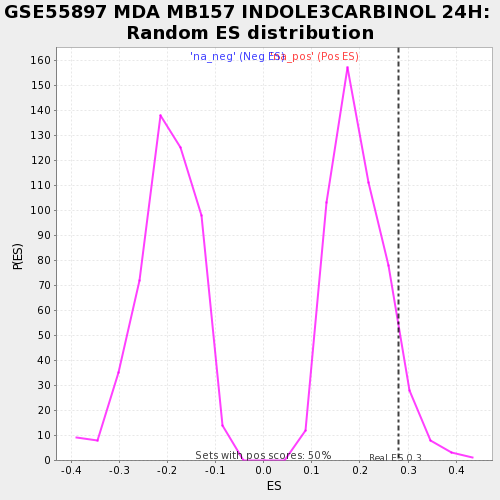 GSE55897 MDA MB157 INDOLE3CARBINOL 24H:
Random ES distribution
'na_neg' (Neg ES) 'na_pos' (Pos ES)
160
150
140
130
120
110
100
90
80
70
60
50
40
30
20
10
0
P(ES)
Sets with pos scores: 50%
Real ES 0.3
-0.4 -0.3 -0.2 -0.1 0.0 0.1 0.2 0.3 0.4
ES